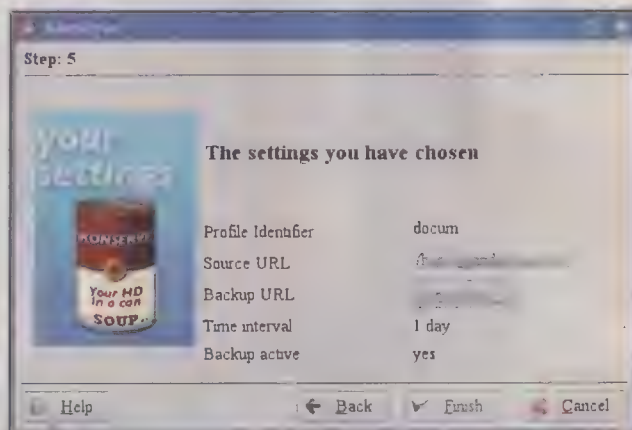 Step: 5
your
settings
The settings you have chosen
KONSERVE
Your HD
in a can
SOUP
Profile Identifier docum
Source URL
Backup URL
Time interval 1 day
Backup active yes
Help Back Finish Cancel